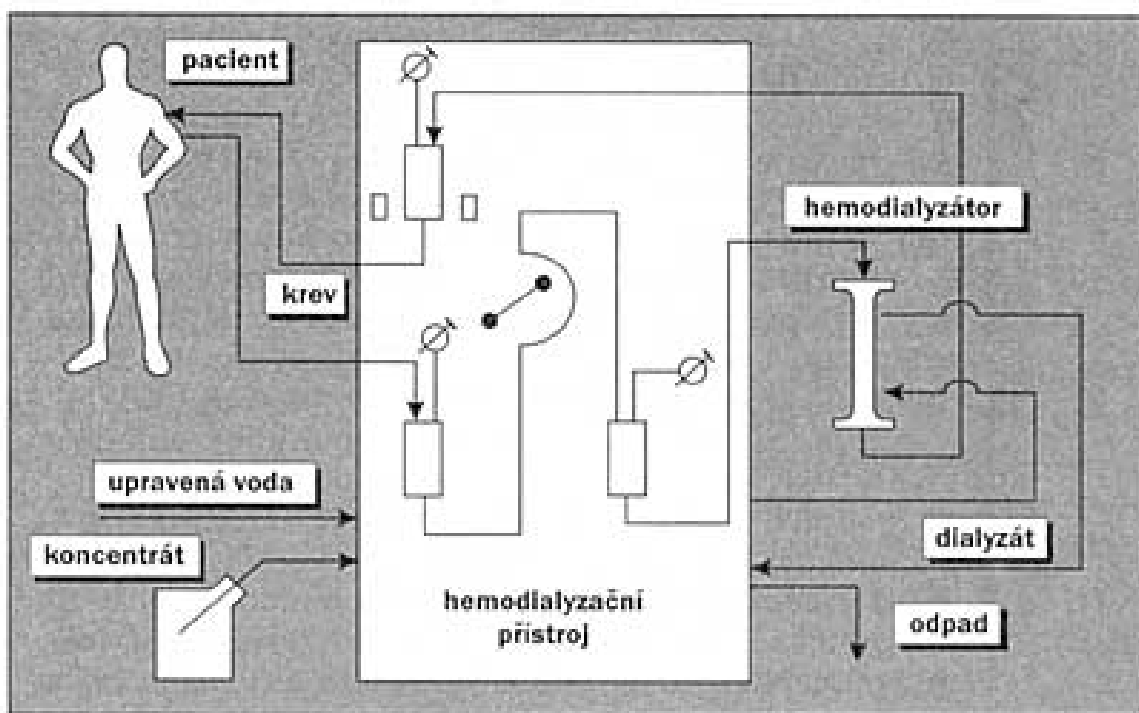 pacient
hemodialyzátor
krev
upravená voda
koncentrát
dialyzát
hemodialyzační
přístroj
odpad